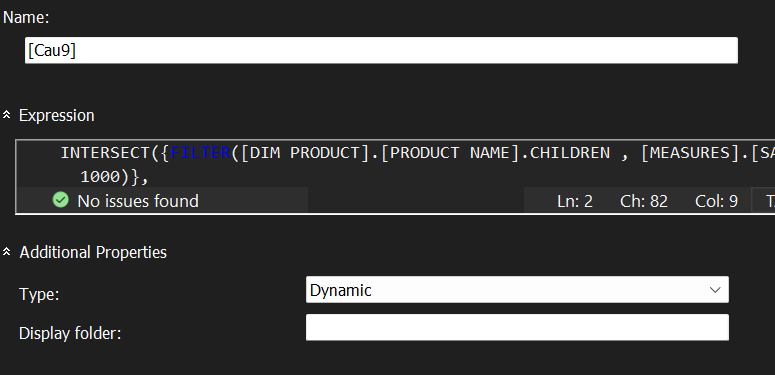 Name:
[Cau9]
Expression
INTERSECT({FILTER([DIM PRODUCT].[PRODUCT NAME].CHILDREN , [MEASURES].[SA
1000)},
No issues found Ln: 2 Ch: 82 Col: 9 T
Additional Properties
Type: Dynamic
Display folder: